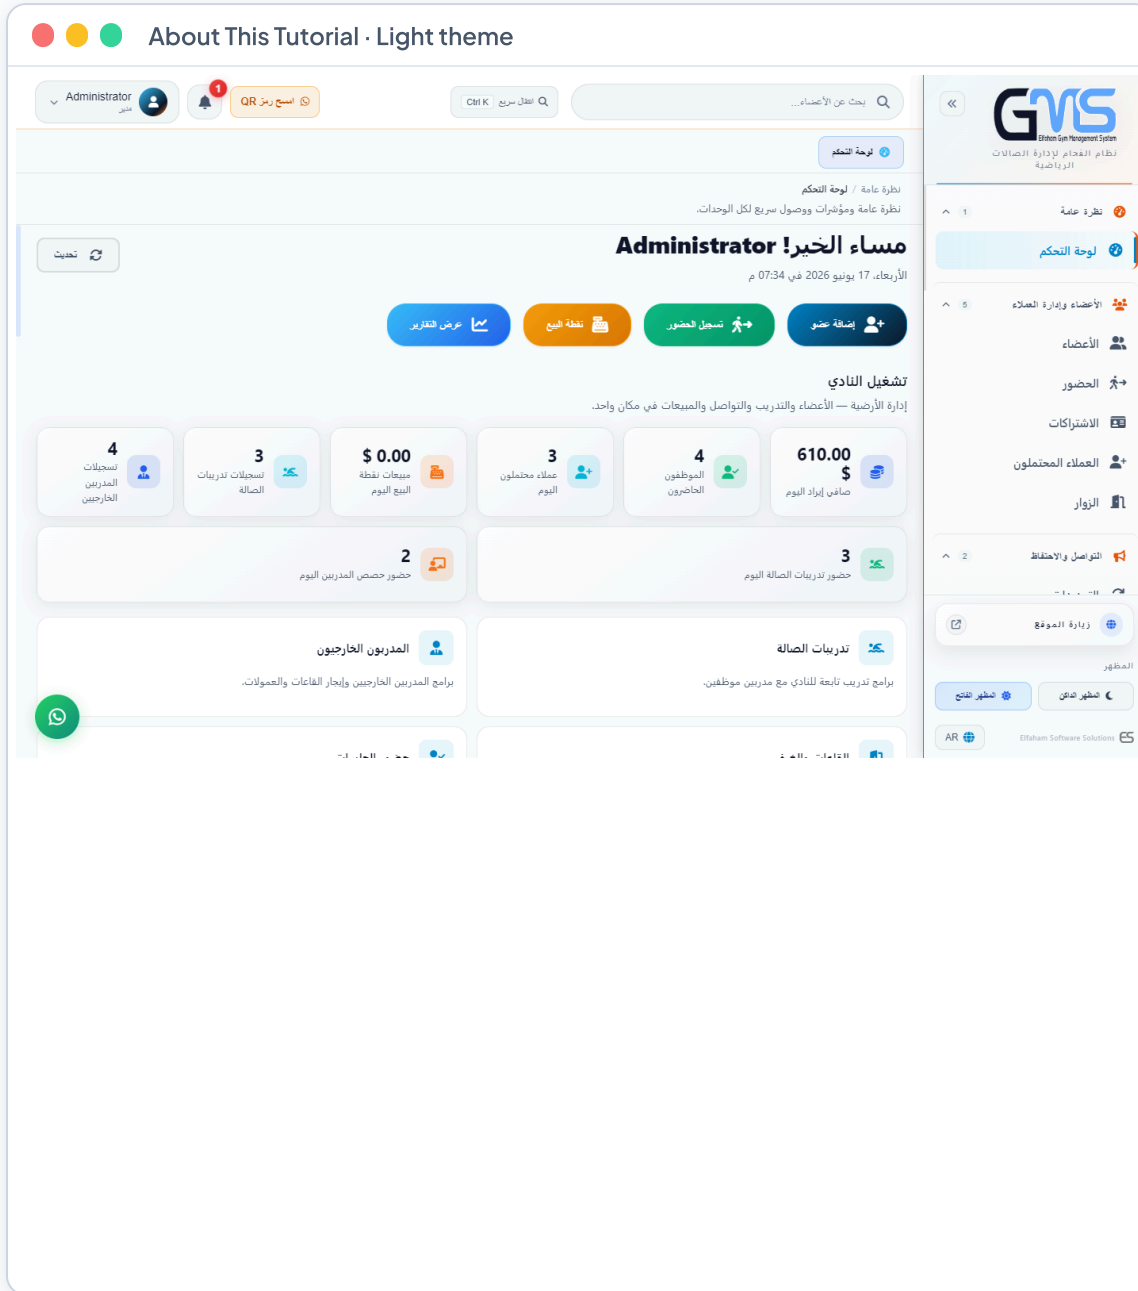 About This Tutorial · Light theme
GMS
Elfaham Gym Management System
نظام الفحام لإدارة الصالات
الرياضية
بحث عن الأعضاء...
انتقال سريع Ctrl K
امسح رمز QR
1
Administrator
مدير
لوحة التحكم
نظرة عامة / لوحة التحكم
نظرة عامة ومؤشرات ووصول سريع لكل الوحدات.
مساء الخير! Administrator
الأربعاء، 17 يونيو 2026 في 07:34 م
تحديث
إضافة عضو
تسجيل الحضور
نقطة البيع
عرض التقارير
تشغيل النادي
إدارة الأرضية — الأعضاء والتدريب والتواصل والمبيعات في مكان واحد.
610.00
$
صافي إيراد اليوم
4
الموظفون
الحاضرون
3
عملاء محتملون
اليوم
0.00 $
مبيعات نقطة
البيع اليوم
3
تسجيلات تدريبات
الصالة
4
تسجيلات
المدربين
الخارجيين
3
حضور تدريبات الصالة اليوم
2
حضور حصص المدربين اليوم
تدريبات الصالة
برامج تدريب تابعة للنادي مع مدربين موظفين.
المدربون الخارجيون
برامج المدربين الخارجيين وإيجار القاعات والعمولات.
نظرة عامة 1
لوحة التحكم
الأعضاء وإدارة العملاء 5
الأعضاء
الحضور
الاشتراكات
العملاء المحتملون
الزوار
التواصل والاحتفاظ 2
زيارة الموقع
المظهر
المظهر الداكن
المظهر الفاتح
AR
Elfaham Software Solutions ES